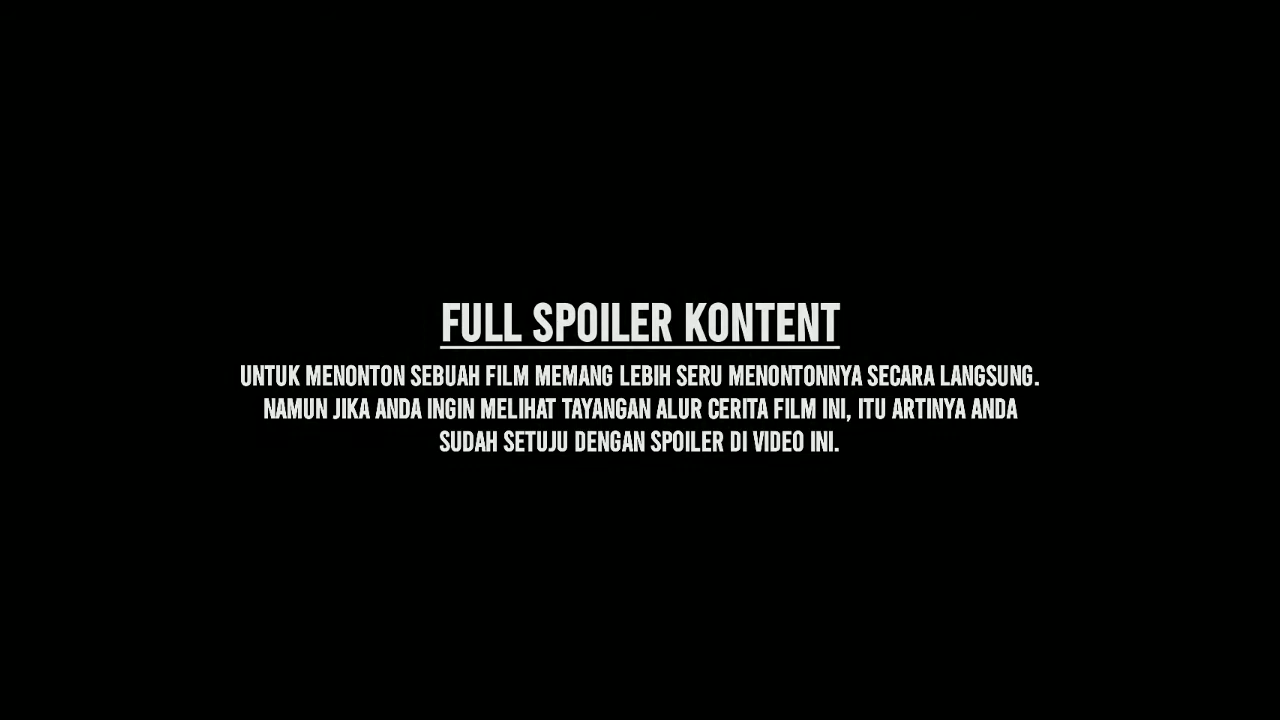 FULL SPOILER KONTENT
UNTUK MENONTON SEBUAH FILM MEMANG LEBIH SERU MENONTONNYA SECARA LANGSUNG.
NAMUN JIKA ANDA INGIN MELIHAT TAYANGAN ALUR CERITA FILM INI, ITU ARTINYA ANDA
SUDAH SETUJU DENGAN SPOILER DI VIDEO INI.